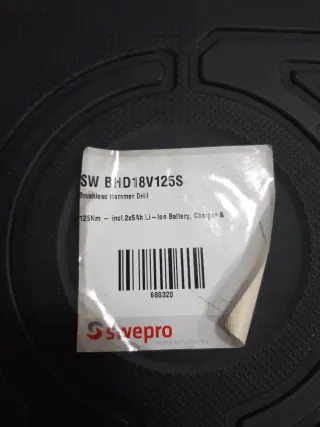 SW BHD18V125S
Brushless Hammer Drill
125Nm – incl.2x5Ah Li-Ion Battery, Charger &
680320
swepro